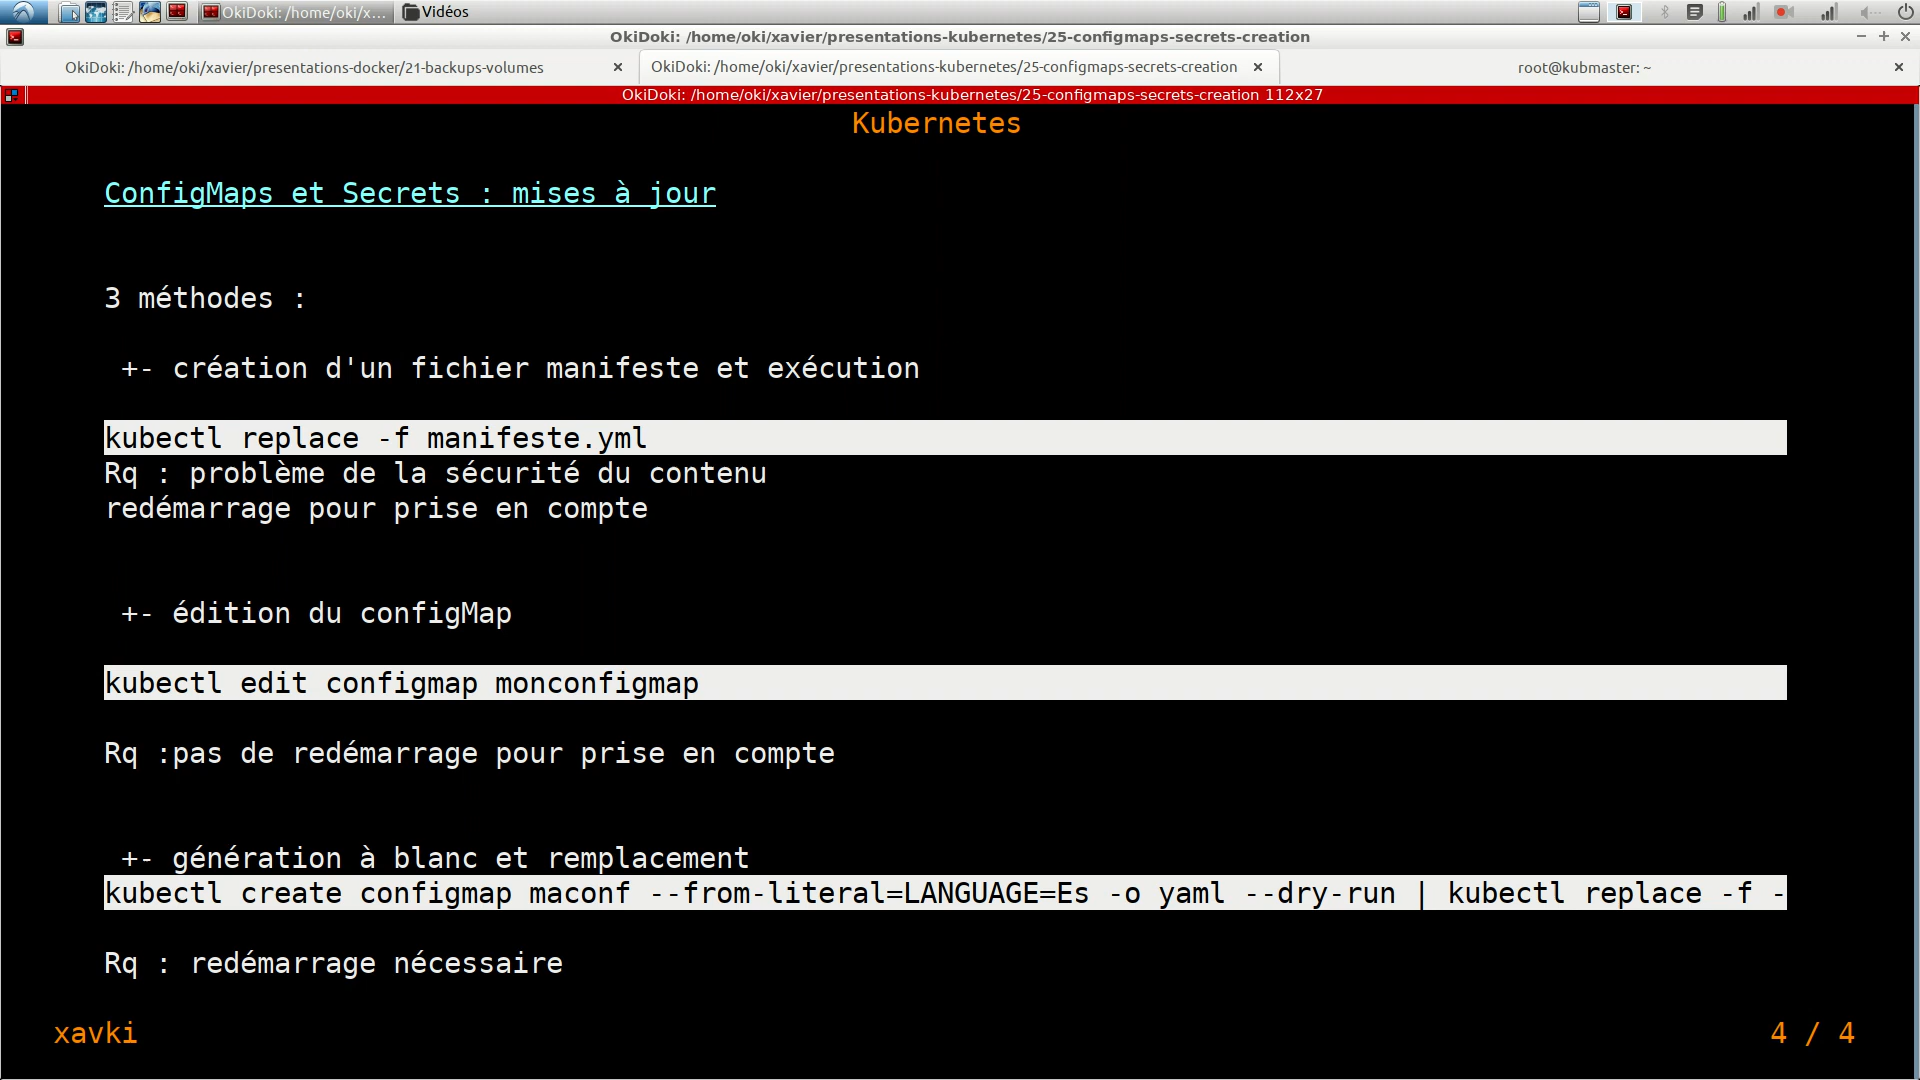 OkiDoki: /home/oki/x...
Vidéos
OkiDoki: /home/oki/xavier/presentations-kubernetes/25-configmaps-secrets-creation
OkiDoki: /home/oki/xavier/presentations-docker/21-backups-volumes
OkiDoki: /home/oki/xavier/presentations-kubernetes/25-configmaps-secrets-creation
root@kubmaster: ~
OkiDoki: /home/oki/xavier/presentations-kubernetes/25-configmaps-secrets-creation 112x27
Kubernetes
ConfigMaps et Secrets : mises à jour
3 méthodes :
+- création d'un fichier manifeste et exécution
kubectl replace -f manifeste.yml
Rq : problème de la sécurité du contenu
redémarrage pour prise en compte
+- édition du configMap
kubectl edit configmap monconfigmap
Rq :pas de redémarrage pour prise en compte
+- génération à blanc et remplacement
kubectl create configmap maconf --from-literal=LANGUAGE=Es -o yaml --dry-run | kubectl replace -f -
Rq : redémarrage nécessaire
xavki
4 / 4